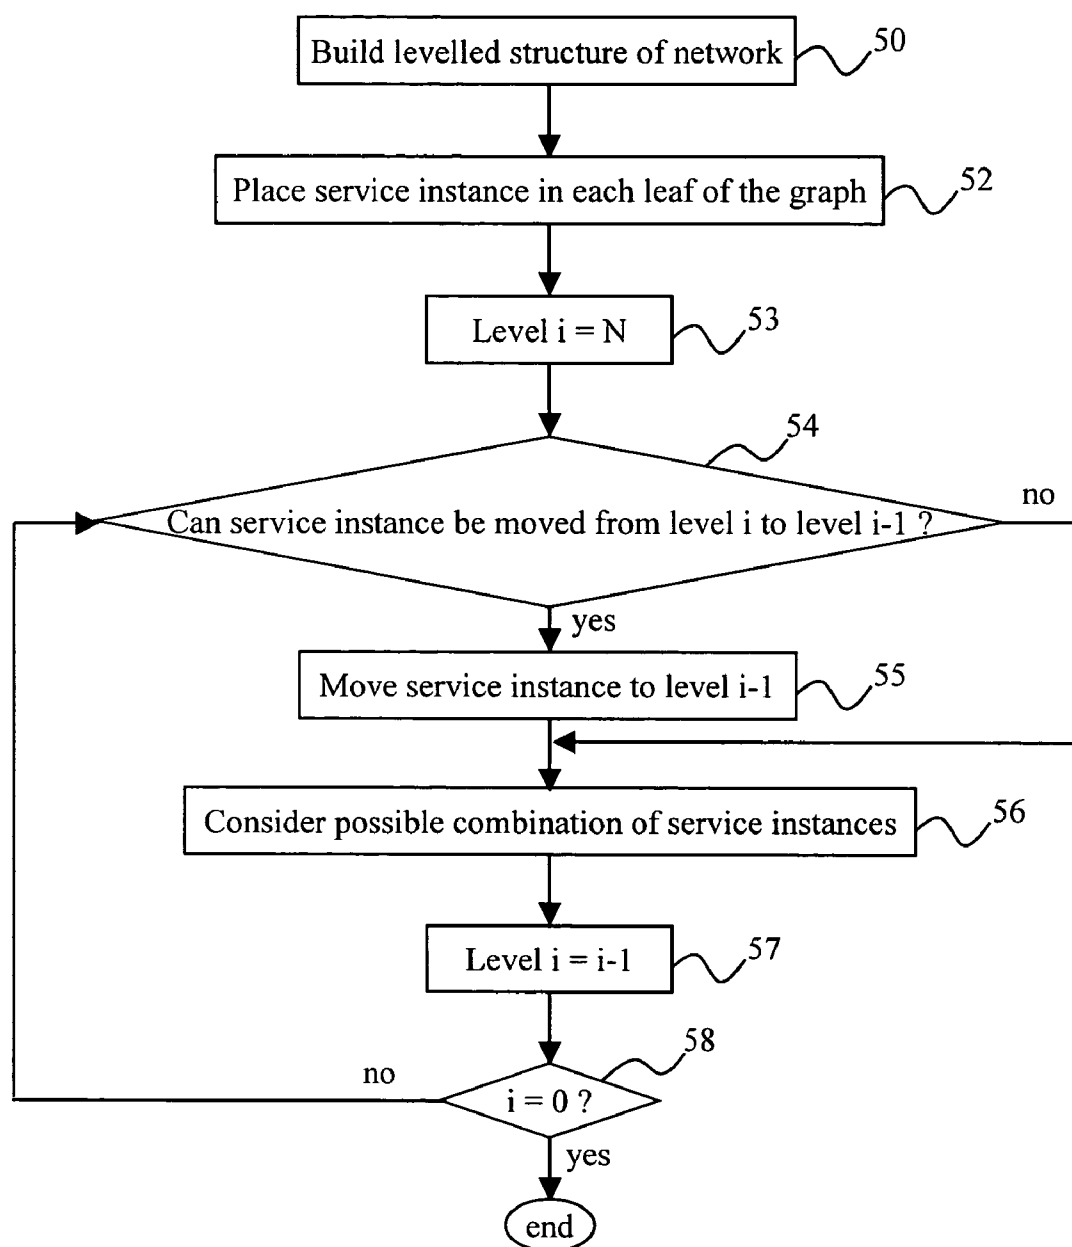 Build levelled structure of network
50
Place service instance in each leaf of the graph
52
Level i = N
53
54
Can service instance be moved from level i to level i-1 ?
no
yes
Move service instance to level i-1
55
Consider possible combination of service instances
56
Level i = i-1
57
58
no
i = 0 ?
yes
end